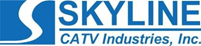 SKYLINE
CATV Industries, Inc.